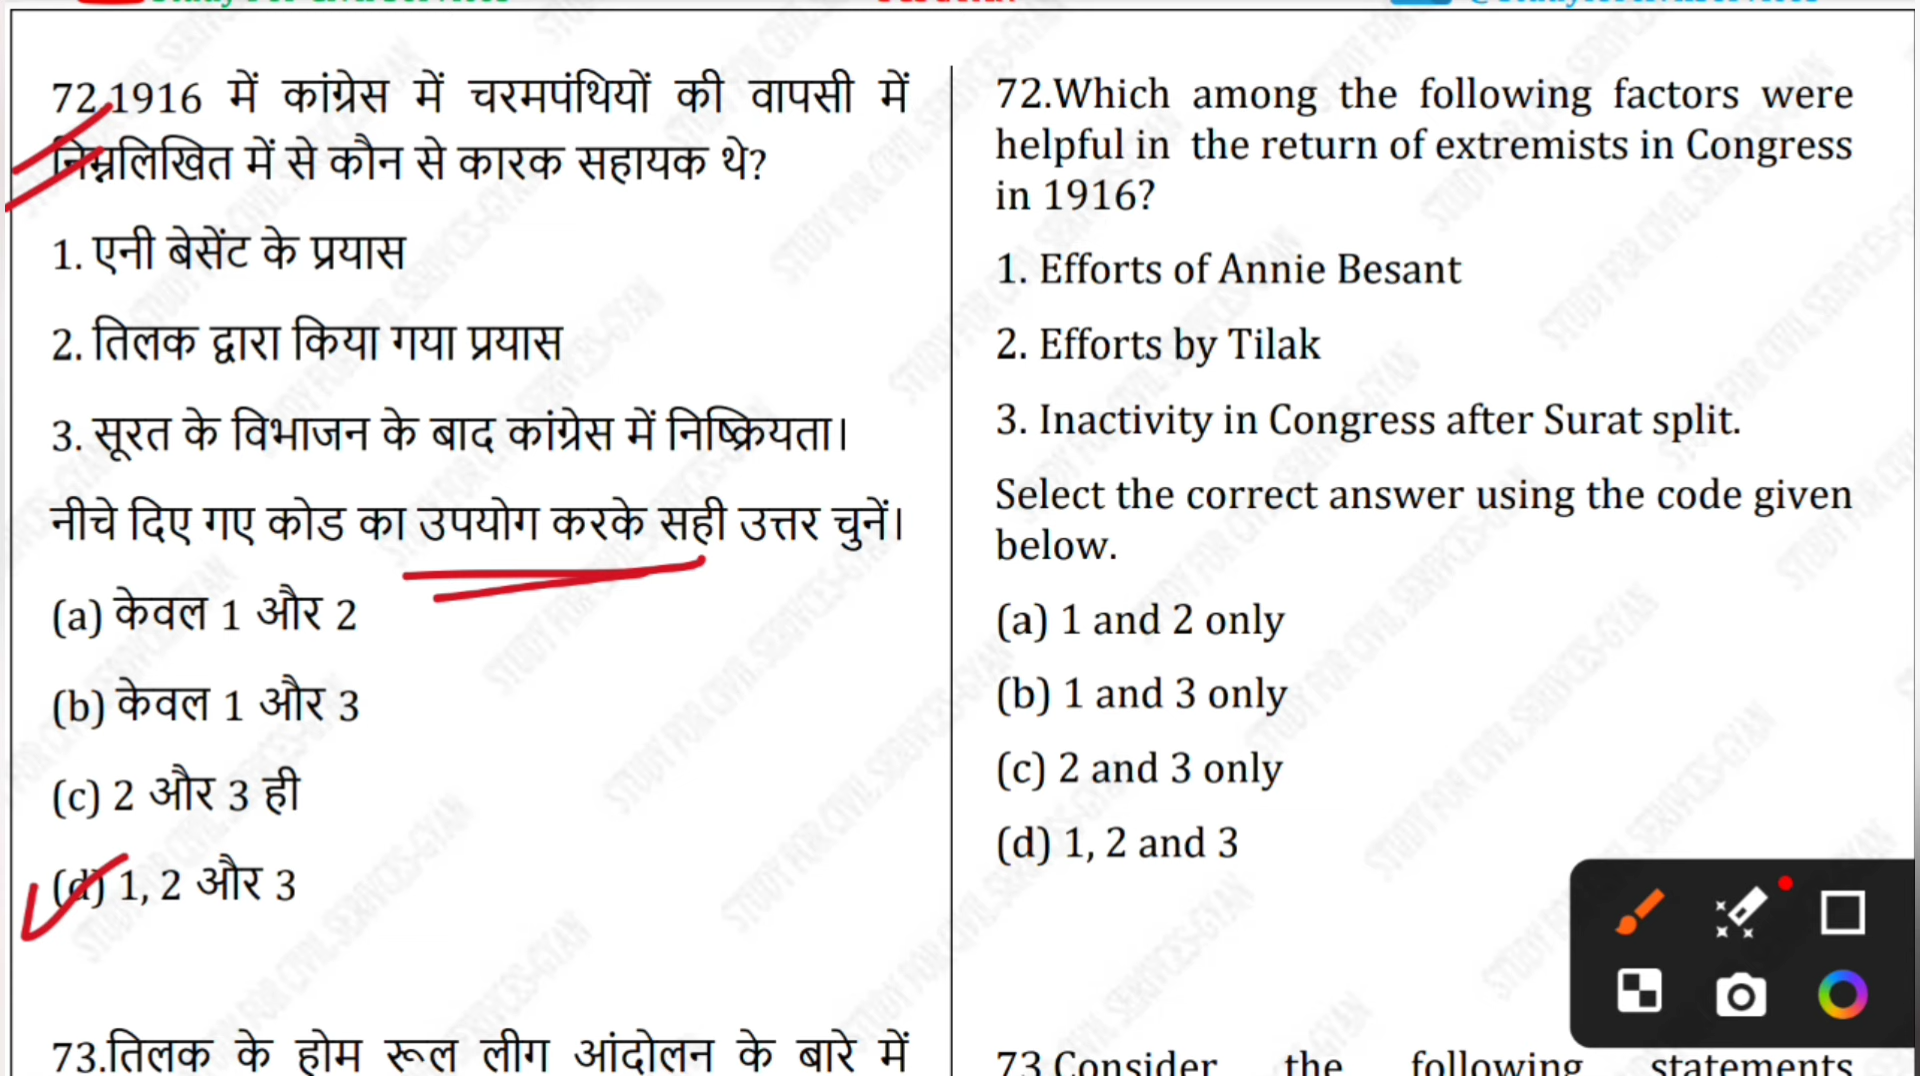 72.1916 में कांग्रेस में चरमपंथियों की वापसी में
निम्नलिखित में से कौन से कारक सहायक थे?
1. एनी बेसेंट के प्रयास
2. तिलक द्वारा किया गया प्रयास
3. सूरत के विभाजन के बाद कांग्रेस में निष्क्रियता।
नीचे दिए गए कोड का उपयोग करके सही उत्तर चुनें।
(a) केवल 1 और 2
(b) केवल 1 और 3
(c) 2 और 3 ही
(d) 1, 2 और 3
73.तिलक के होम रूल लीग आंदोलन के बारे में
72.Which among the following factors were
helpful in the return of extremists in Congress
in 1916?
1. Efforts of Annie Besant
2. Efforts by Tilak
3. Inactivity in Congress after Surat split.
Select the correct answer using the code given
below.
(a) 1 and 2 only
(b) 1 and 3 only
(c) 2 and 3 only
(d) 1, 2 and 3
73.Consider the following statements